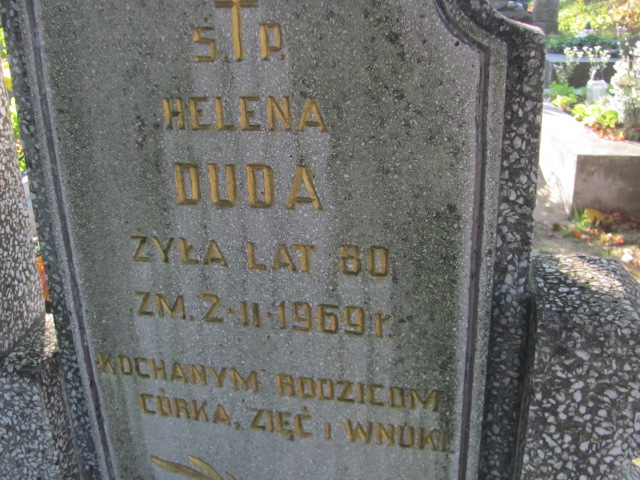 Ś. P.
HELENA
DUDA
ŻYŁA LAT 80
ZM. 2-II-1969 r.
KOCHANYM RODZICOM
CÓRKA, ZIĘĆ i WNUKI